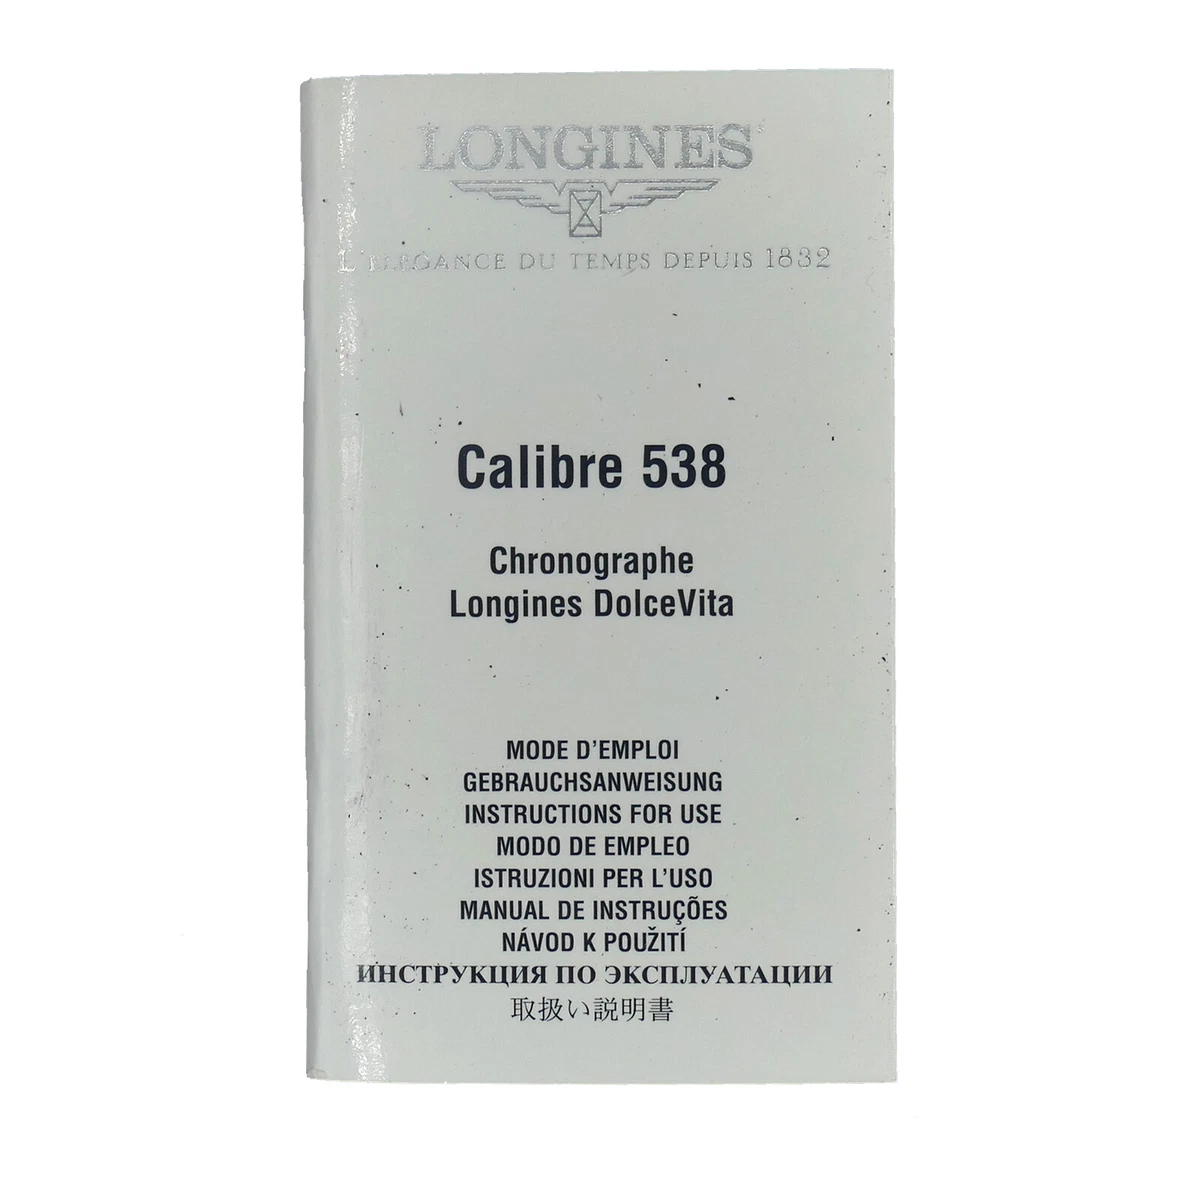 LONGINES
L'ELEGANCE DU TEMPS DEPUIS 1832
Calibre 538
Chronographe
Longines DolceVita
MODE D'EMPLOI
GEBRAUCHSANWEISUNG
INSTRUCTIONS FOR USE
MODO DE EMPLEO
ISTRUZIONI PER L'USO
MANUAL DE INSTRUÇÕES
NÁVOD K POUŽITÍ
ИНСТРУКЦИЯ ПО ЭКСПЛУАТАЦИИ
取扱い説明書